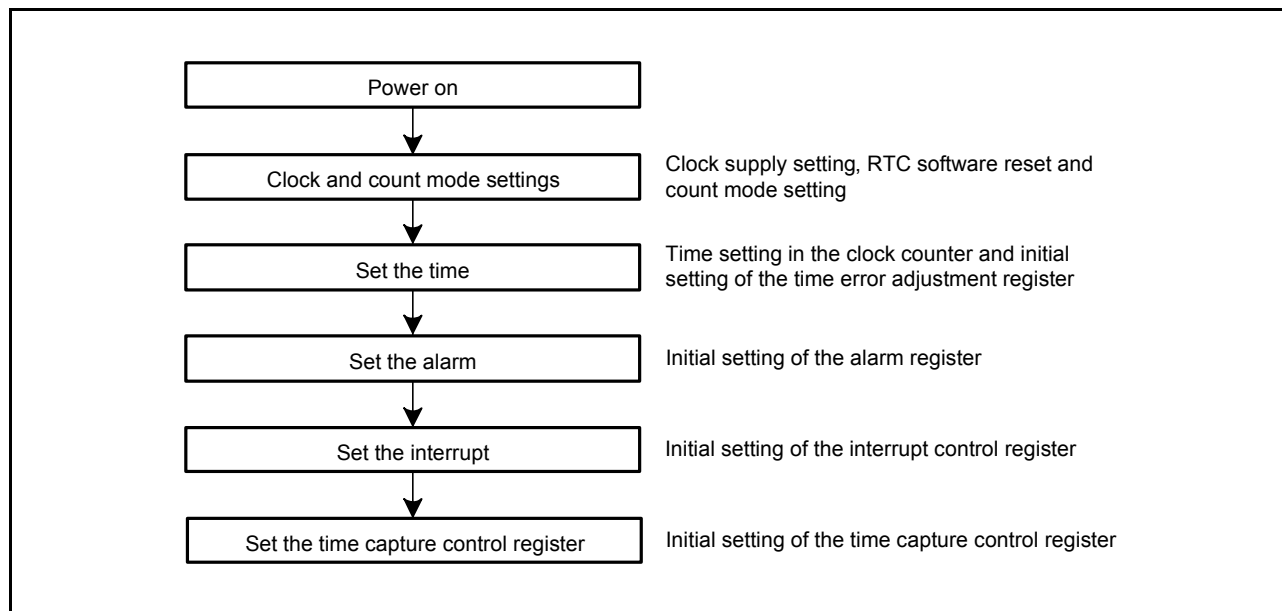 Power on
Clock and count mode settings
Clock supply setting, RTC software reset and
count mode setting
Set the time
Time setting in the clock counter and initial
setting of the time error adjustment register
Set the alarm
Initial setting of the alarm register
Set the interrupt
Initial setting of the interrupt control register
Set the time capture control register
Initial setting of the time capture control register